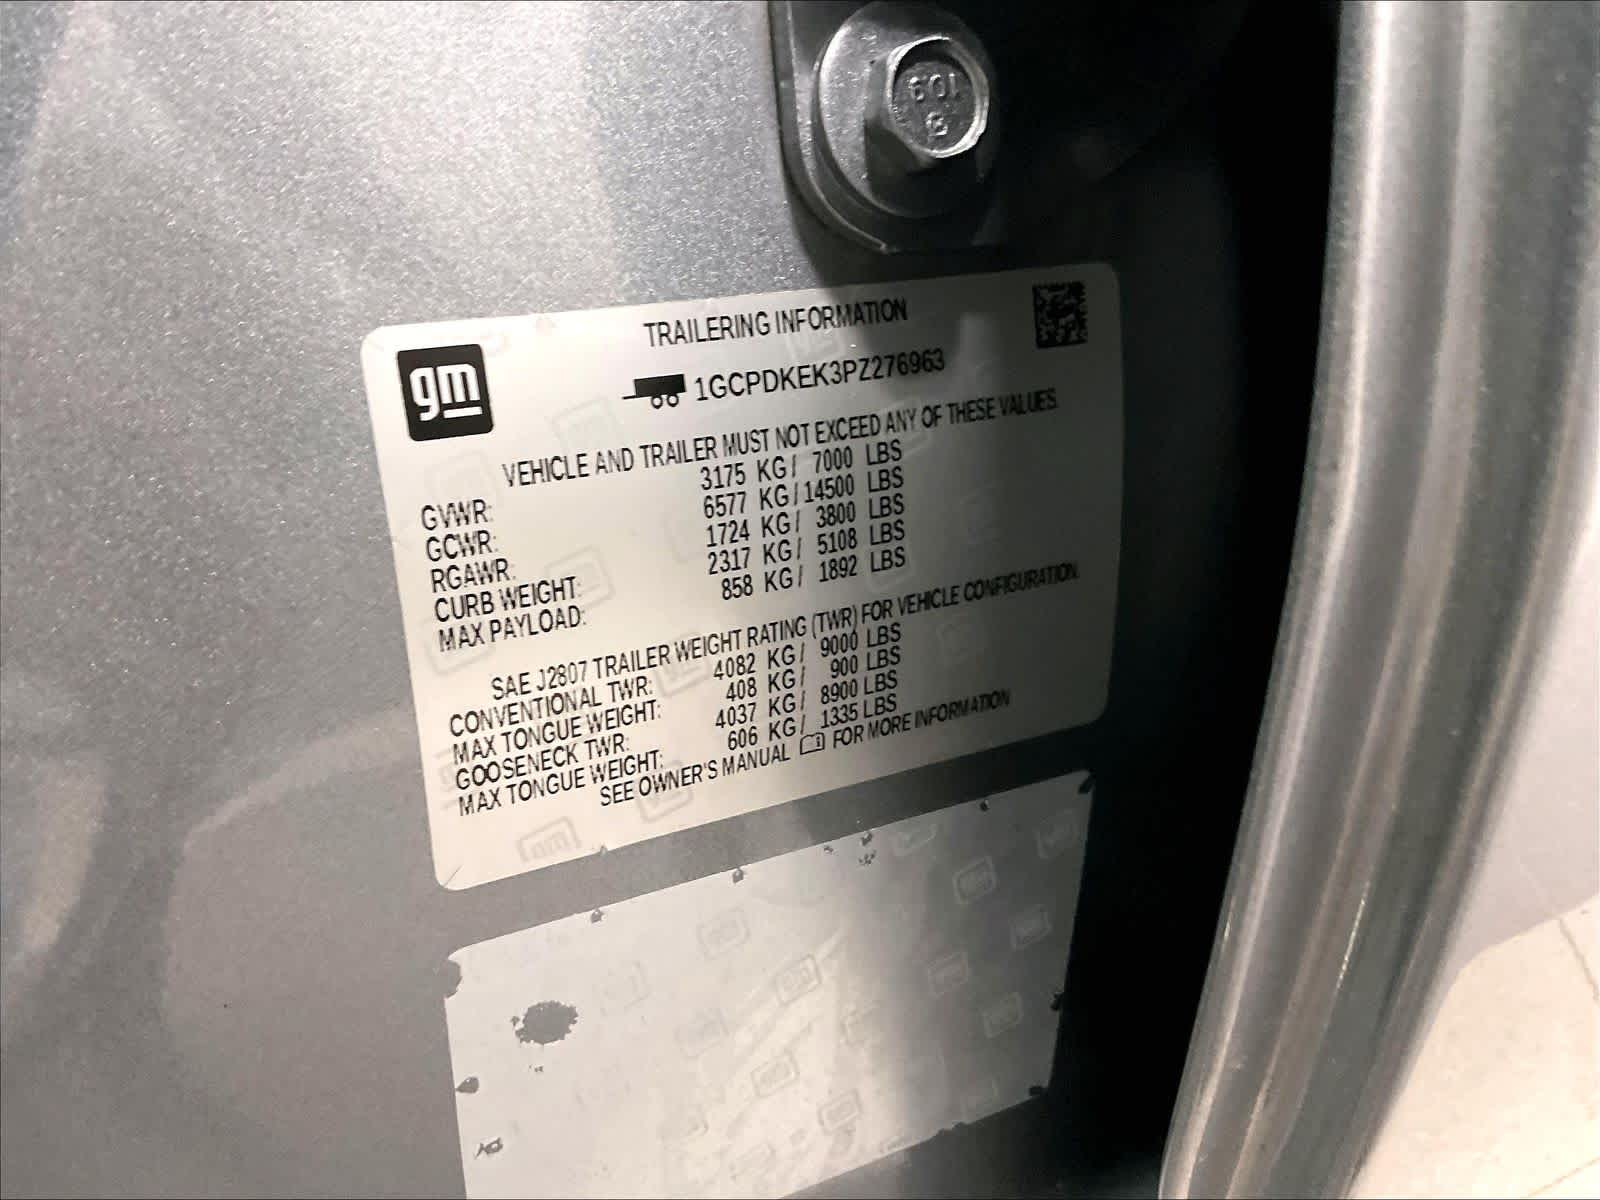 10.9
B
gm
TRAILERING INFORMATION
1GCPDKEK3PZ276963
VEHICLE AND TRAILER MUST NOT EXCEED ANY OF THESE VALUES.
GVWR: 3175 KG/ 7000 LBS
GCWR: 6577 KG/14500 LBS
RGAWR: 1724 KG/ 3800 LBS
CURB WEIGHT: 2317 KG/ 5108 LBS
MAX PAYLOAD: 858 KG/ 1892 LBS
SAE J2807 TRAILER WEIGHT RATING (TWR) FOR VEHICLE CONFIGURATION.
CONVENTIONAL TWR: 4082 KG/ 9000 LBS
MAX TONGUE WEIGHT: 408 KG/ 900 LBS
GOOSENECK TWR: 4037 KG/ 8900 LBS
MAX TONGUE WEIGHT: 606 KG/ 1335 LBS
SEE OWNER'S MANUAL FOR MORE INFORMATION
gm